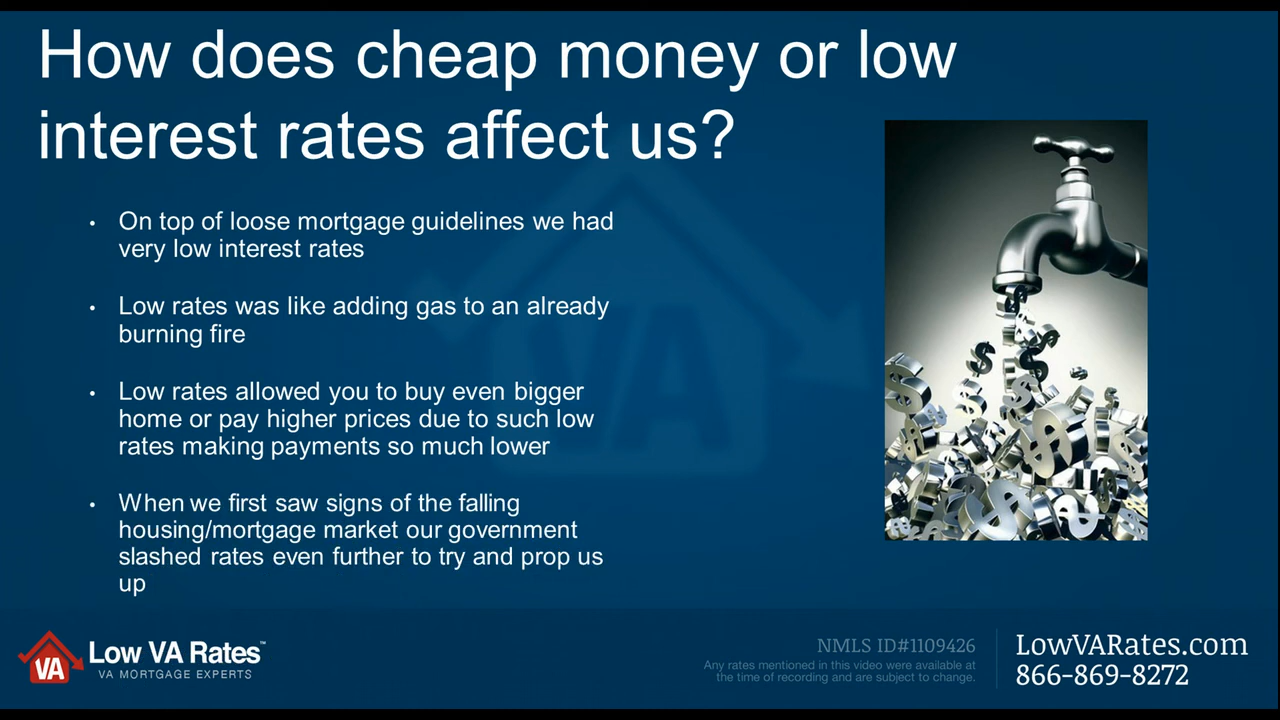 How does cheap money or low
interest rates affect us?
• On top of loose mortgage guidelines we had
very low interest rates
• Low rates was like adding gas to an already
burning fire
• Low rates allowed you to buy even bigger
home or pay higher prices due to such low
rates making payments so much lower
• When we first saw signs of the falling
housing/mortgage market our government
slashed rates even further to try and prop us
up
VA
VA
Low VA Rates™
VA MORTGAGE EXPERTS
NMLS ID#1109426
Any rates mentioned in this video were available at
the time of recording and are subject to change.
LowVARates.com
866-869-8272